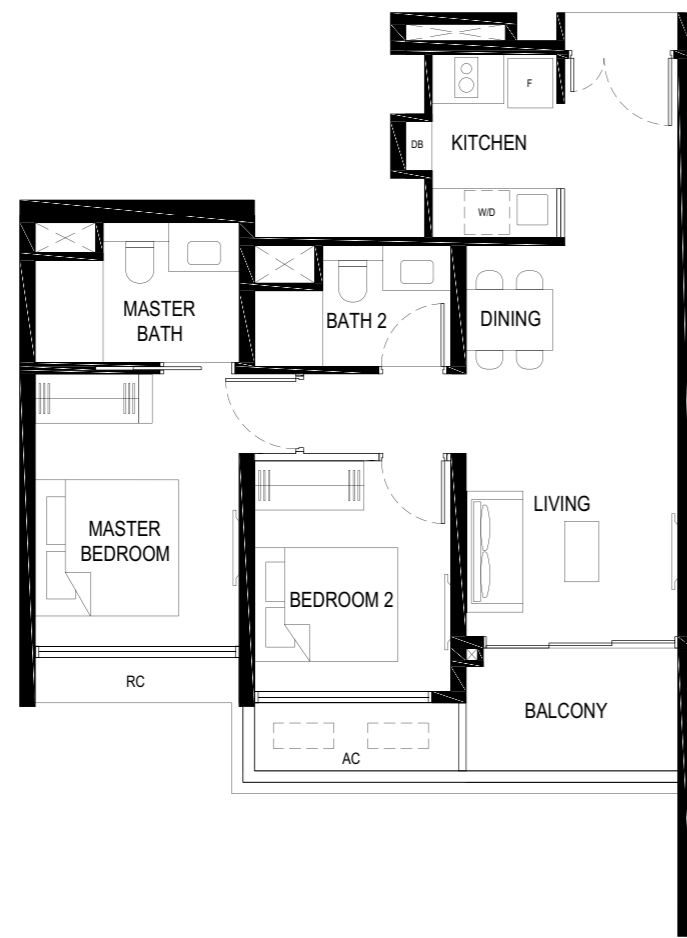 F
KITCHEN
DB
W/D
MASTER
BATH
BATH 2
DINING
LIVING
MASTER
BEDROOM
BEDROOM 2
RC
BALCONY
AC